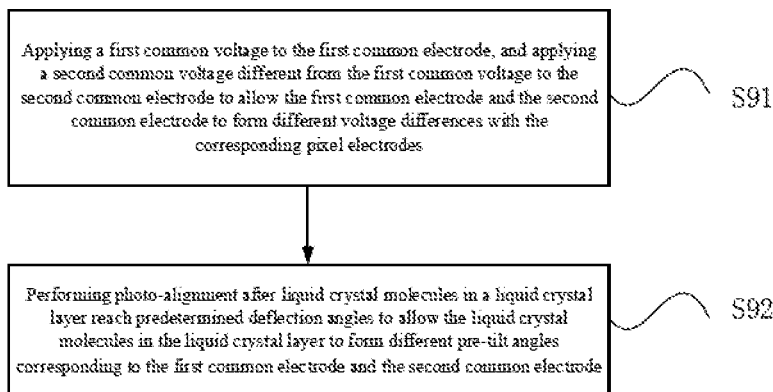 Applying a first common voltage to the first common electrode, and applying
a second common voltage different from the first common voltage to the
second common electrode to allow the first common electrode and the second
common electrode to form different voltage differences with the
corresponding pixel electrodes
S91
Performing photo-alignment after liquid crystal molecules in a liquid crystal
layer reach predetermined deflection angles to allow the liquid crystal
molecules in the liquid crystal layer to form different pre-tilt angles
corresponding to the first common electrode and the second common electrode
S92